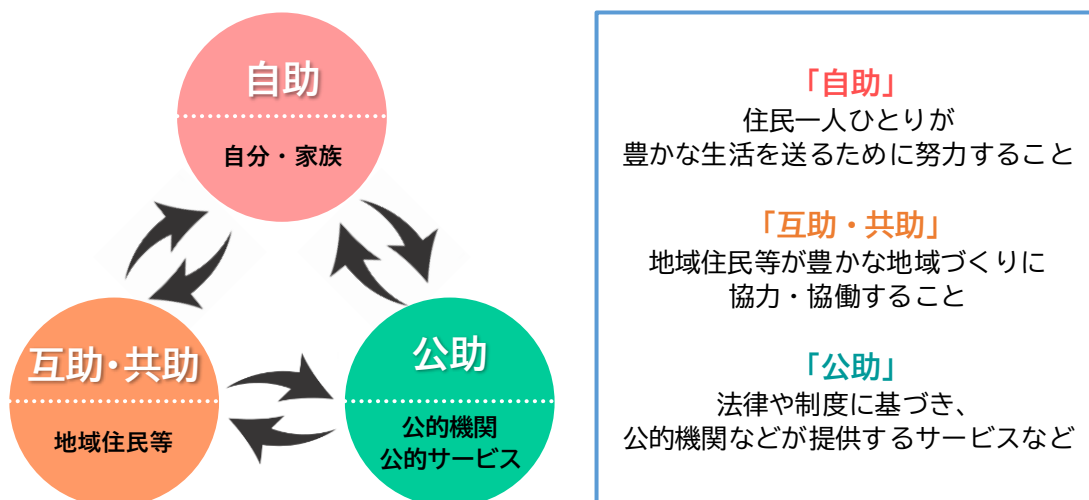 自助
自分・家族
互助・共助
地域住民等
公助
公的機関
公的サービス
「自助」
住民一人ひとりが
豊かな生活を送るために努力すること
「互助・共助」
地域住民等が豊かな地域づくりに
協力・協働すること
「公助」
法律や制度に基づき、
公的機関などが提供するサービスなど